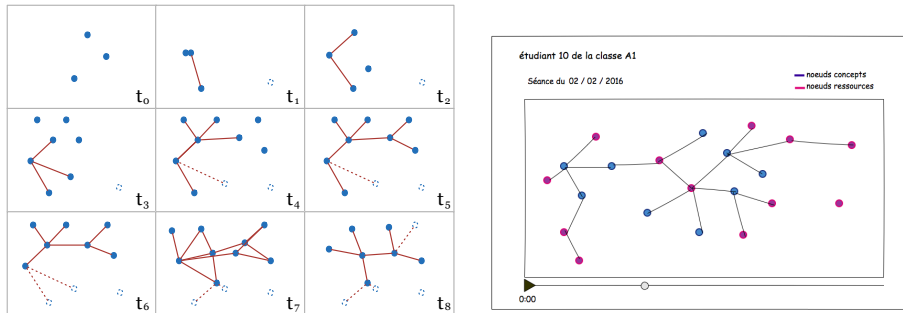 t0
t1
t2
t3
t4
t5
t6
t7
t8
étudiant 10 de la classe A1
Séance du 02 / 02 / 2016
noeuds concepts
noeuds ressources
0:00